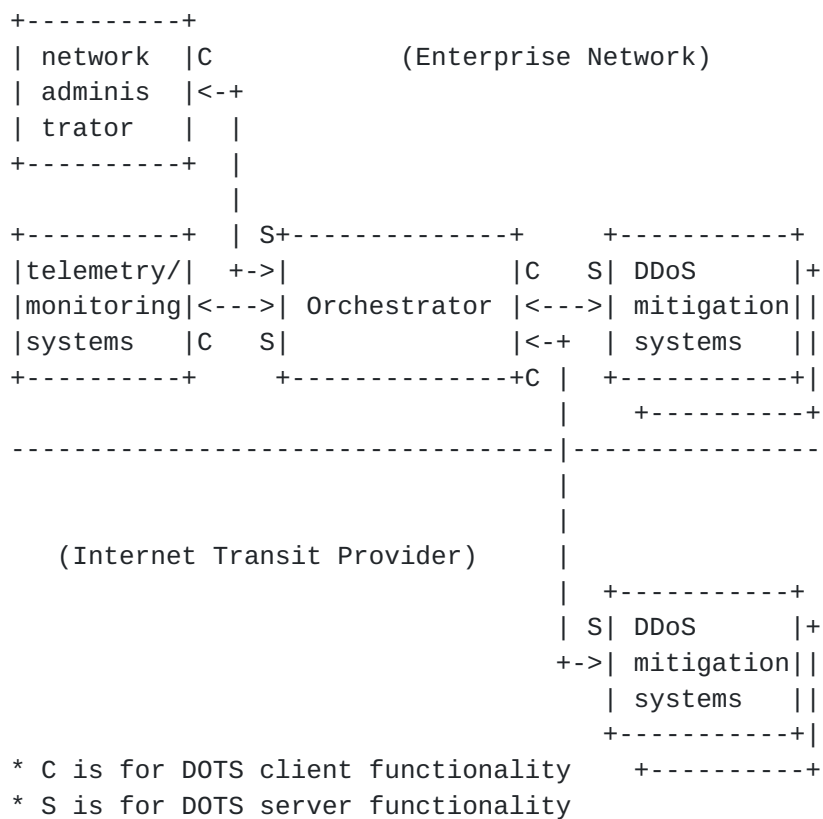 +----------+
| network  |C            (Enterprise Network)
| adminis  |<-+
| trator   |  |
+----------+  |
              |
+----------+  | S+--------------+     +-----------+
|telemetry/|  +->|              |C   S| DDoS      |+
|monitoring|<--->| Orchestrator |<--->| mitigation||
|systems   |C   S|              |<-+  | systems   ||
+----------+     +--------------+C |  +-----------+|
                                   |    +----------+
-----------------------------------|----------------
                                   |
                                   |
   (Internet Transit Provider)     |
                                   |  +-----------+
                                   | S| DDoS      |+
                                   +->| mitigation||
                                      | systems   ||
                                      +-----------+|
* C is for DOTS client functionality    +----------+
* S is for DOTS server functionality